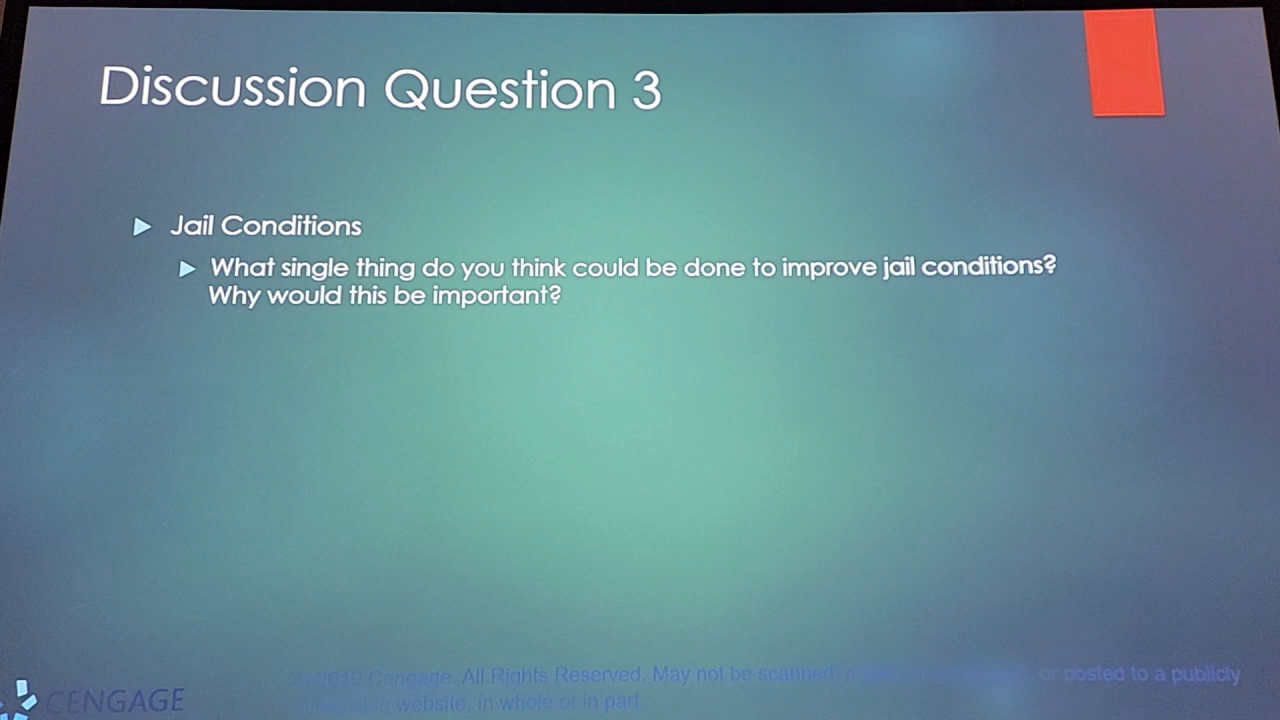 Discussion Question 3
Jail Conditions
What single thing do you think could be done to improve jail conditions?
Why would this be important?
Cengage. All Rights Reserved. May not be scanned, or posted to a publicly
website, in whole or in part.
CENGAGE